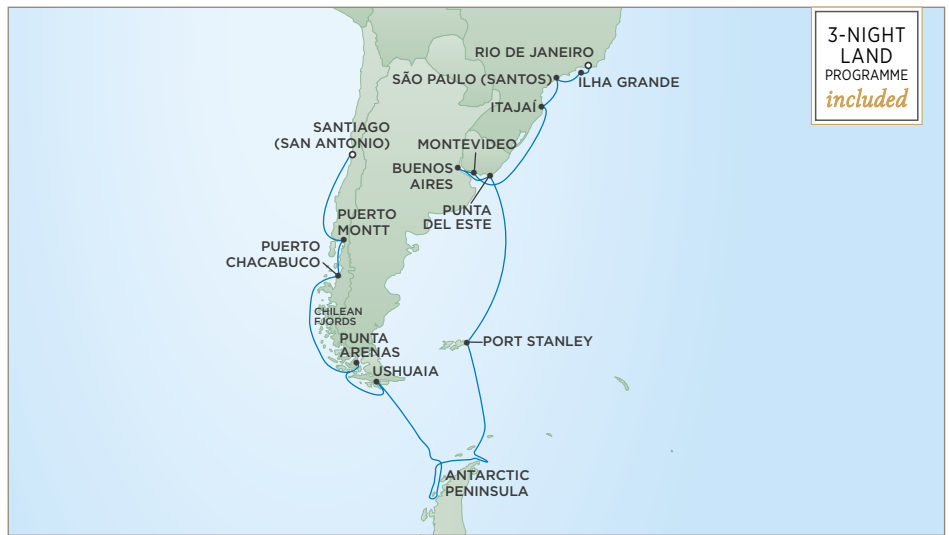 3-NIGHT
LAND
PROGRAMME
included
RIO DE JANEIRO
SÃO PAULO (SANTOS)
ILHA GRANDE
ITAJAÍ
SANTIAGO
(SAN ANTONIO)
MONTEVIDEO
BUENOS
AIRES
PUNTA
DEL ESTE
PUERTO
MONTT
PUERTO
CHACABUCO
CHILEAN
FJORDS
PUNTA
ARENAS
USHUAIA
PORT STANLEY
ANTARCTIC
PENINSULA